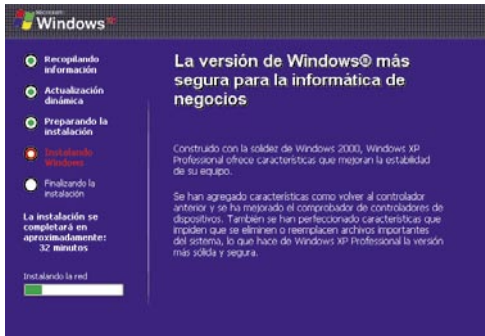 Microsoft
Windows xp
Recopilando
información
Actualización
dinámica
Preparando la
instalación
Instalando
Windows
Finalizando la
instalación
La instalación se
completará en
aproximadamente:
32 minutos
Instalando la red
La versión de Windows® más
segura para la informática de
negocios
Construido con la solidez de Windows 2000, Windows XP
Professional ofrece características que mejoran la estabilidad
de su equipo.
Se han agregado características como volver al controlador
anterior y se ha mejorado el comprobador de controladores de
dispositivos. También se han perfeccionado características que
impiden que se eliminen o reemplacen archivos importantes
del sistema, lo que hace de Windows XP Professional la versión
más sólida y segura.